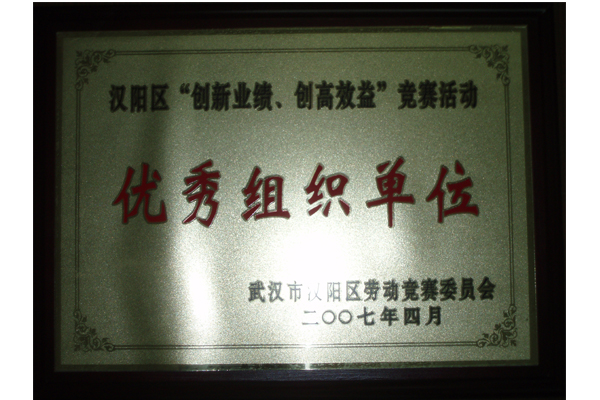 汉阳区“创新业绩、创高效益”竞赛活动
优秀组织单位
武汉市汉阳区劳动竞赛委员会
二〇〇七年四月